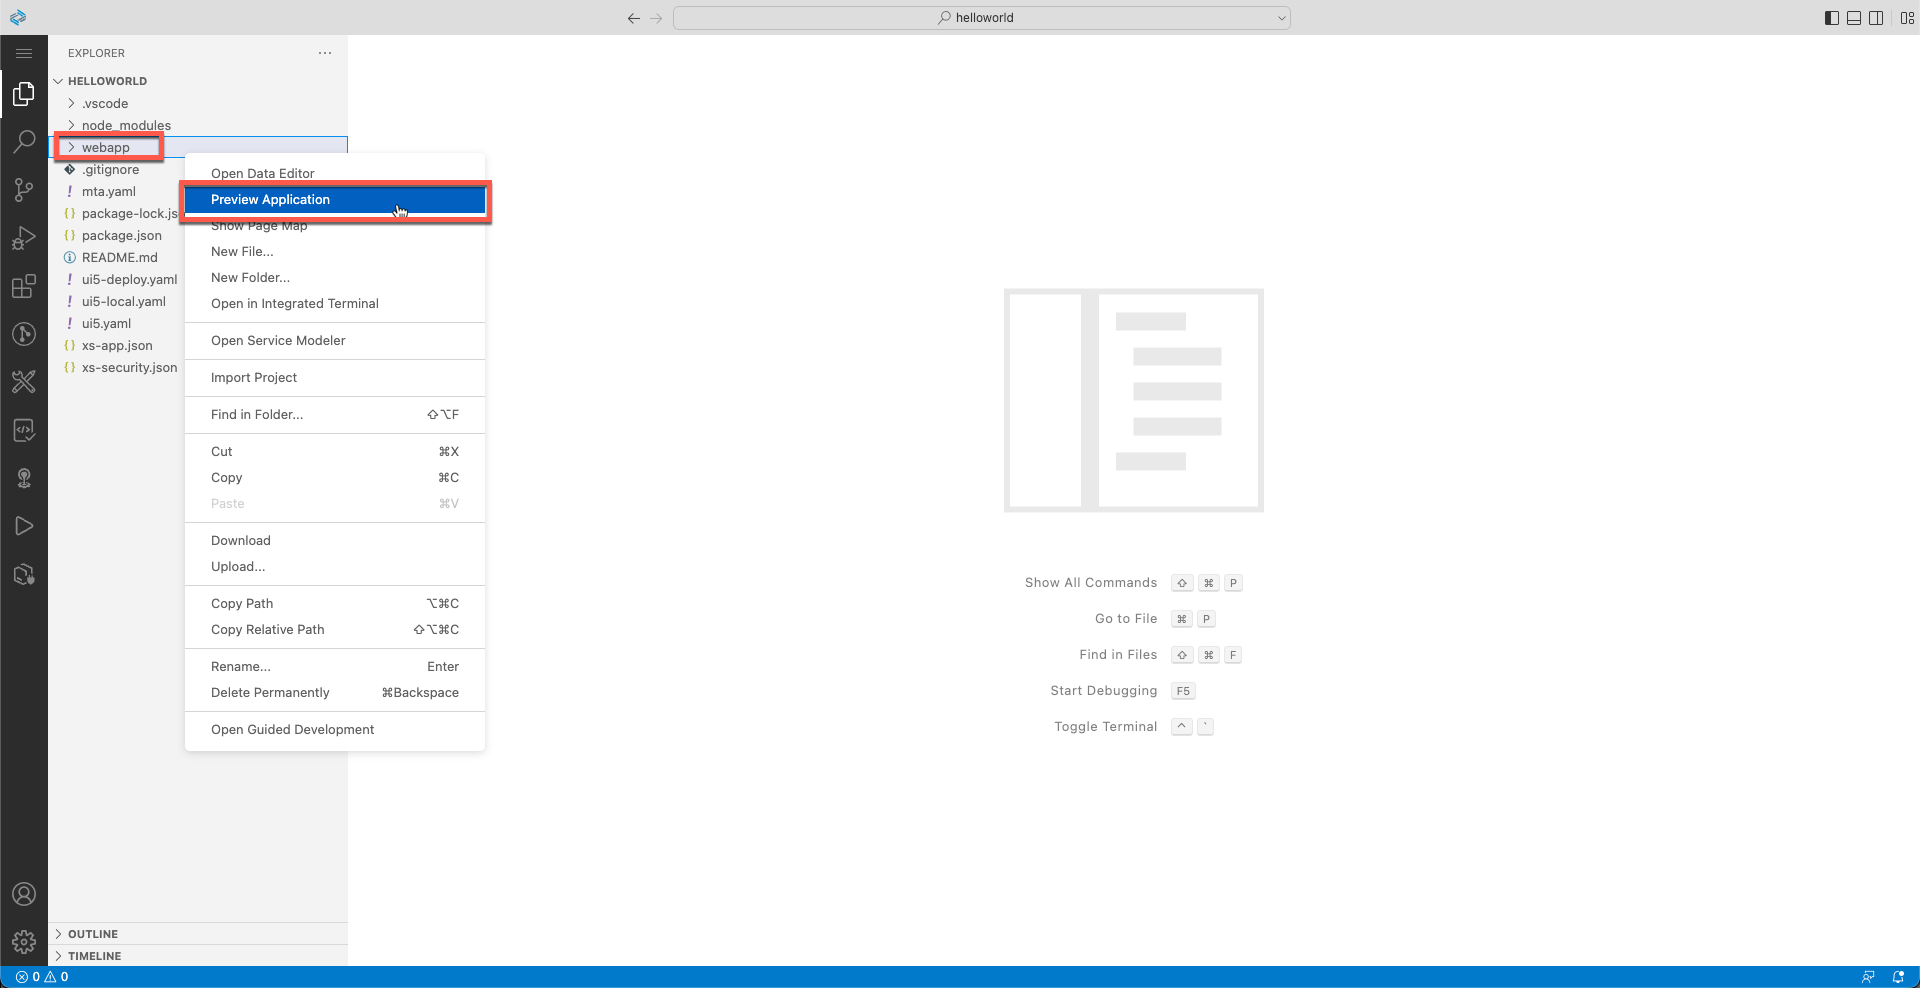 helloworld
EXPLORER
HELLOWORLD
.vscode
node_modules
webapp
.gitignore
mta.yaml
package-lock.js
package.json
README.md
ui5-deploy.yaml
ui5-local.yaml
ui5.yaml
xs-app.json
xs-security.json
Open Data Editor
Preview Application
Show Page Map
New File...
New Folder...
Open in Integrated Terminal
Open Service Modeler
Import Project
Find in Folder... ⇧⌥F
Cut ⌘X
Copy ⌘C
Paste ⌘V
Download
Upload...
Copy Path ⌥⌘C
Copy Relative Path ⇧⌥⌘C
Rename... Enter
Delete Permanently ⌘Backspace
Open Guided Development
Show All Commands ⇧ ⌘ P
Go to File ⌘ P
Find in Files ⇧ ⌘ F
Start Debugging F5
Toggle Terminal ^ `
OUTLINE
TIMELINE
0 0